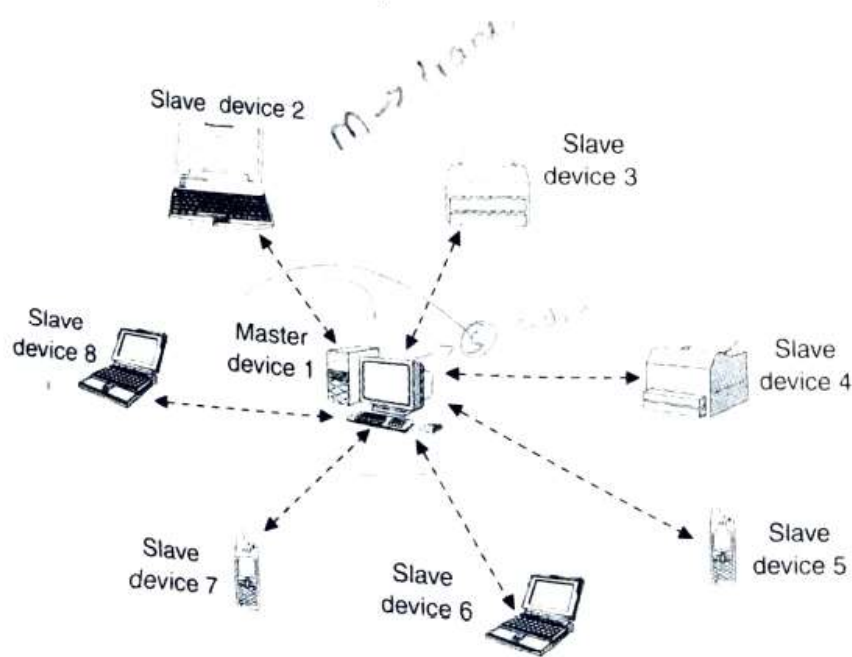 Slave device 2
Slave
device 3
Slave
device 8
Master
device 1
Slave
device 4
Slave
device 7
Slave
device 6
Slave
device 5